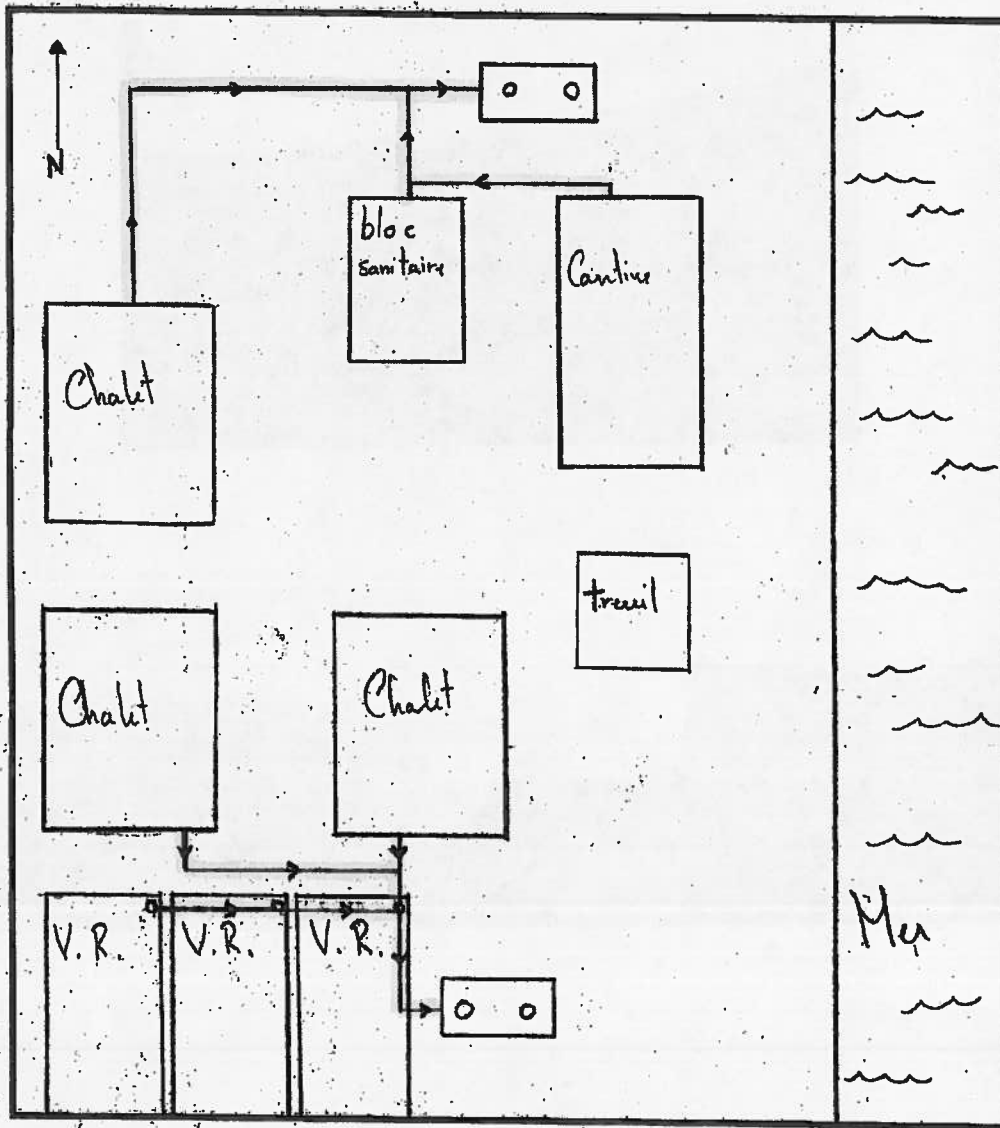 N
bloc
sanitaire
Cantine
Chalet
treuil
Chalet
Chalet
V.R.
V.R.
V.R.
Mer